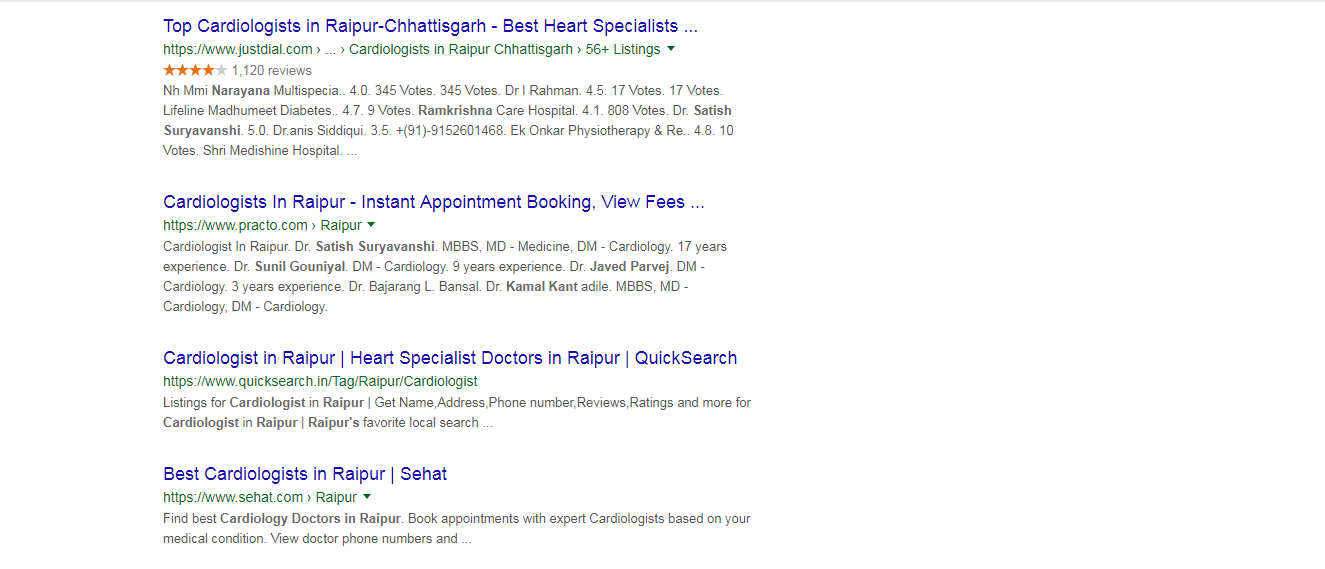 Top Cardiologists in Raipur-Chhattisgarh - Best Heart Specialists ...
https://www.justdial.com › ... › Cardiologists in Raipur Chhattisgarh › 56+ Listings
1,120 reviews
Nh Mmi Narayana Multispecia.. 4.0. 345 Votes. 345 Votes. Dr I Rahman. 4.5. 17 Votes. 17 Votes.
Lifeline Madhumeet Diabetes.. 4.7. 9 Votes. Ramkrishna Care Hospital. 4.1. 808 Votes. Dr. Satish
Suryavanshi. 5.0. Dr.anis Siddiqui. 3.5. +(91)-9152601468. Ek Onkar Physiotherapy & Re.. 4.8. 10
Votes. Shri Medishine Hospital. ...
Cardiologists In Raipur - Instant Appointment Booking, View Fees ...
https://www.practo.com › Raipur
Cardiologist In Raipur. Dr. Satish Suryavanshi. MBBS, MD - Medicine, DM - Cardiology. 17 years
experience. Dr. Sunil Gouniyal. DM - Cardiology. 9 years experience. Dr. Javed Parvej. DM -
Cardiology. 3 years experience. Dr. Bajarang L. Bansal. Dr. Kamal Kant adile. MBBS, MD -
Cardiology, DM - Cardiology.
Cardiologist in Raipur | Heart Specialist Doctors in Raipur | QuickSearch
https://www.quicksearch.in/Tag/Raipur/Cardiologist
Listings for Cardiologist in Raipur | Get Name,Address,Phone number,Reviews,Ratings and more for
Cardiologist in Raipur | Raipur's favorite local search ...
Best Cardiologists in Raipur | Sehat
https://www.sehat.com › Raipur
Find best Cardiology Doctors in Raipur. Book appointments with expert Cardiologists based on your
medical condition. View doctor phone numbers and ...